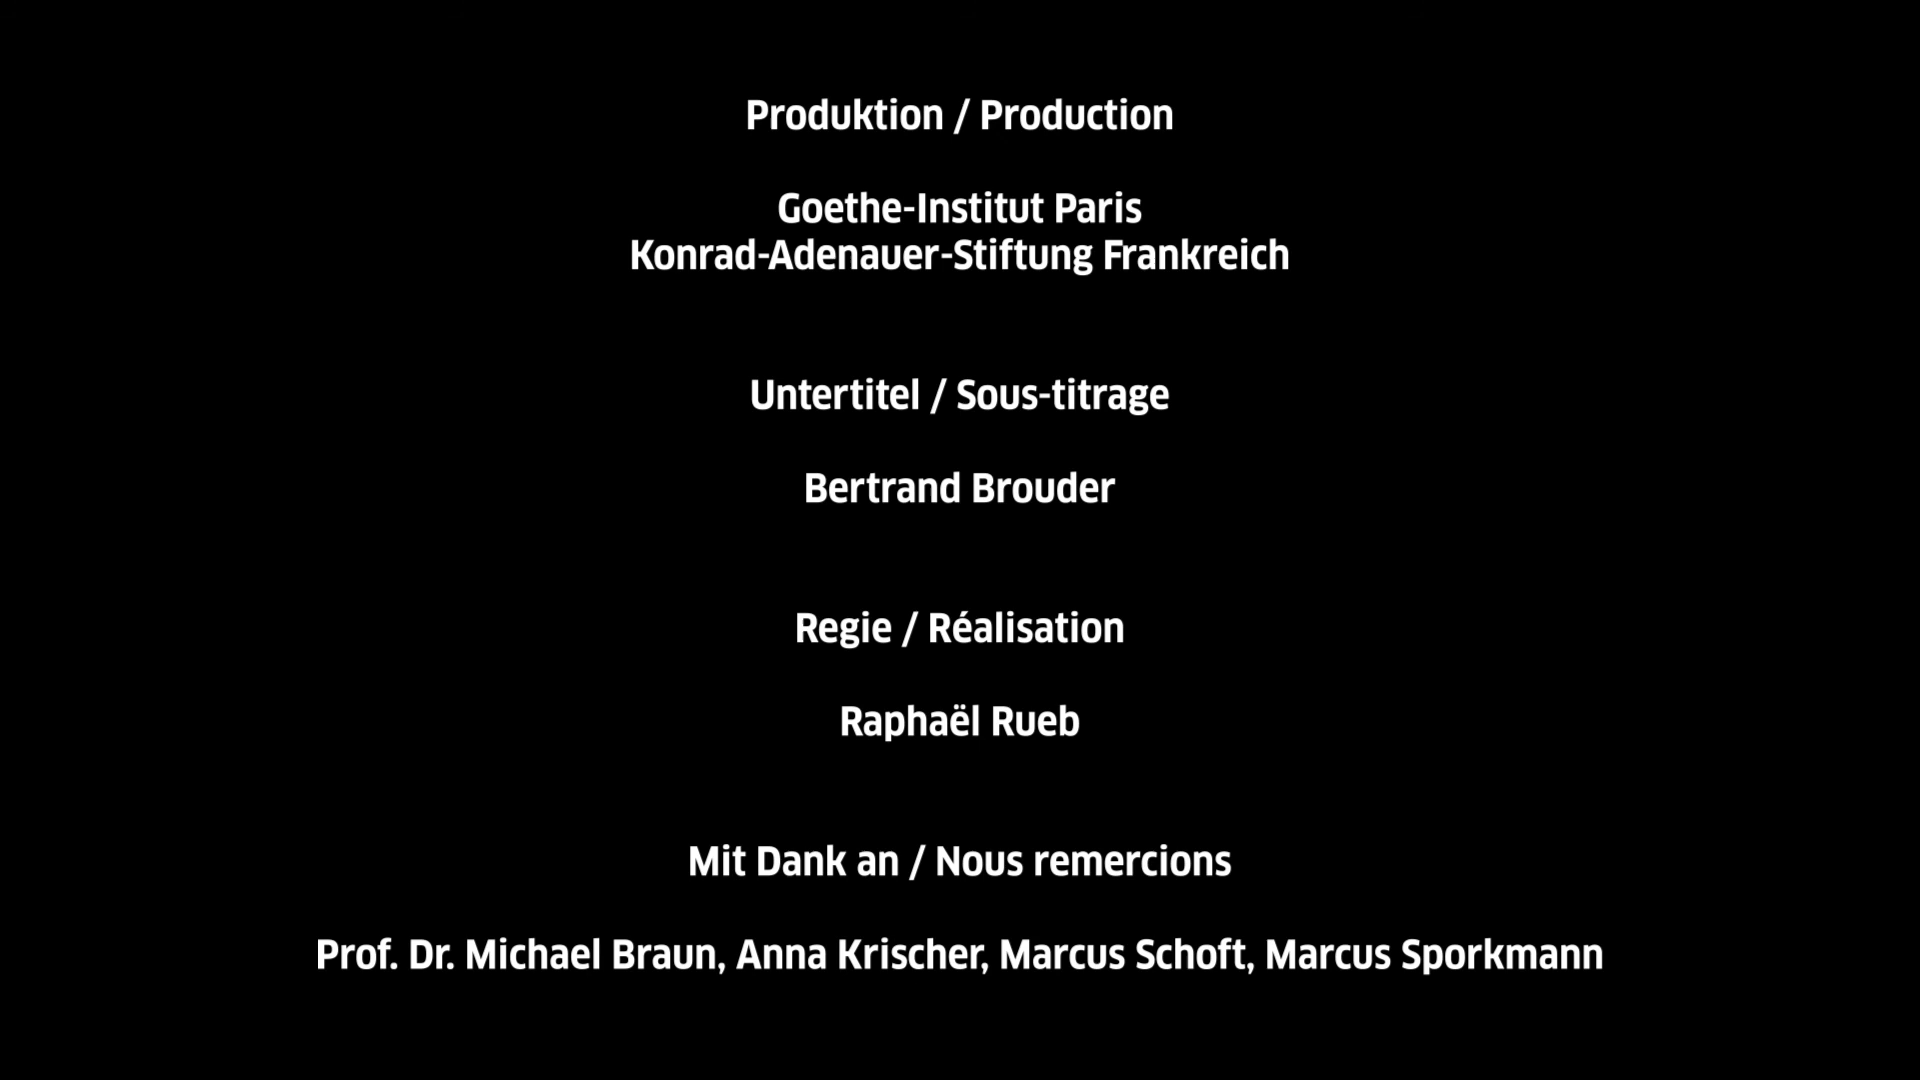 Produktion / Production
Goethe-Institut Paris
Konrad-Adenauer-Stiftung Frankreich
Untertitel / Sous-titrage
Bertrand Brouder
Regie / Réalisation
Raphaël Rueb
Mit Dank an / Nous remercions
Prof. Dr. Michael Braun, Anna Krischer, Marcus Schoft, Marcus Sporkmann